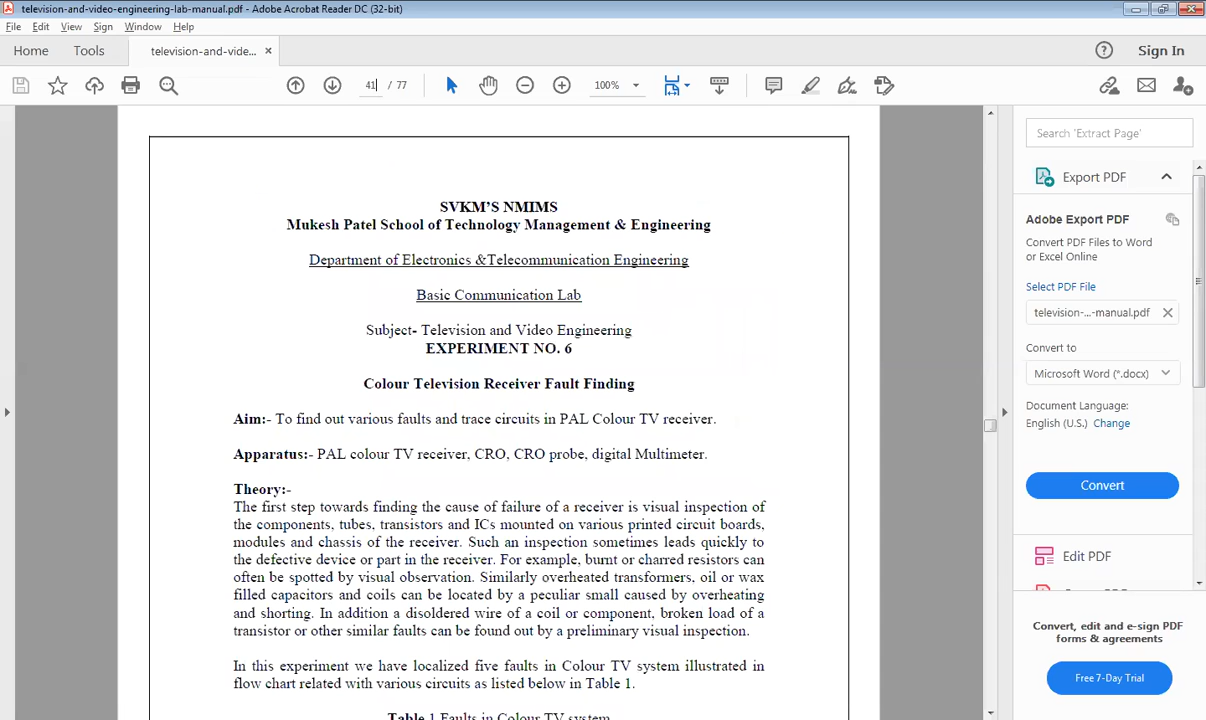 television-and-video-engineering-lab-manual.pdf - Adobe Acrobat Reader DC (32-bit)
File Edit View Sign Window Help
Home Tools television-and-vide... × Sign In
41 / 77 100%
SVKM'S NMIMS
Mukesh Patel School of Technology Management & Engineering
Department of Electronics &Telecommunication Engineering
Basic Communication Lab
Subject- Television and Video Engineering
EXPERIMENT NO. 6
Colour Television Receiver Fault Finding
Aim:- To find out various faults and trace circuits in PAL Colour TV receiver.
Apparatus:- PAL colour TV receiver, CRO, CRO probe, digital Multimeter.
Theory:-
The first step towards finding the cause of failure of a receiver is visual inspection of
the components, tubes, transistors and ICs mounted on various printed circuit boards,
modules and chassis of the receiver. Such an inspection sometimes leads quickly to
the defective device or part in the receiver. For example, burnt or charred resistors can
often be spotted by visual observation. Similarly overheated transformers, oil or wax
filled capacitors and coils can be located by a peculiar small caused by overheating
and shorting. In addition a disoldered wire of a coil or component, broken load of a
transistor or other similar faults can be found out by a preliminary visual inspection.
In this experiment we have localized five faults in Colour TV system illustrated in
flow chart related with various circuits as listed below in Table 1.
Table 1 Faults in Colour TV system
Search 'Extract Page'
Export PDF
Adobe Export PDF
Convert PDF Files to Word
or Excel Online
Select PDF File
television-...-manual.pdf
Convert to
Microsoft Word (*.docx)
Document Language:
English (U.S.) Change
Convert
Edit PDF
Convert, edit and e-sign PDF
forms & agreements
Free 7-Day Trial